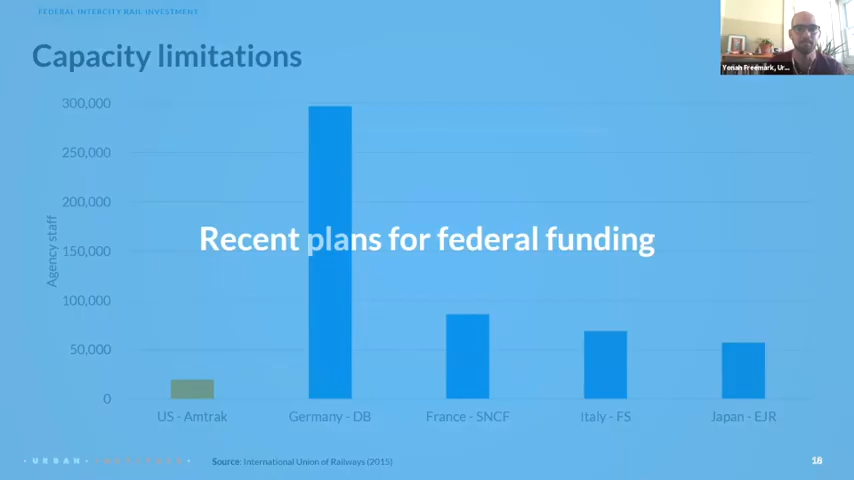 FEDERAL INTERCITY RAIL INVESTMENT
Capacity limitations
Yonah Freemark, Ur...
300,000
250,000
200,000
150,000
100,000
50,000
0
Agency staff
Recent plans for federal funding
US - Amtrak
Germany - DB
France - SNCF
Italy - FS
Japan - EJR
· URBAN · INSTITUTE ·
Source: International Union of Railways (2015)